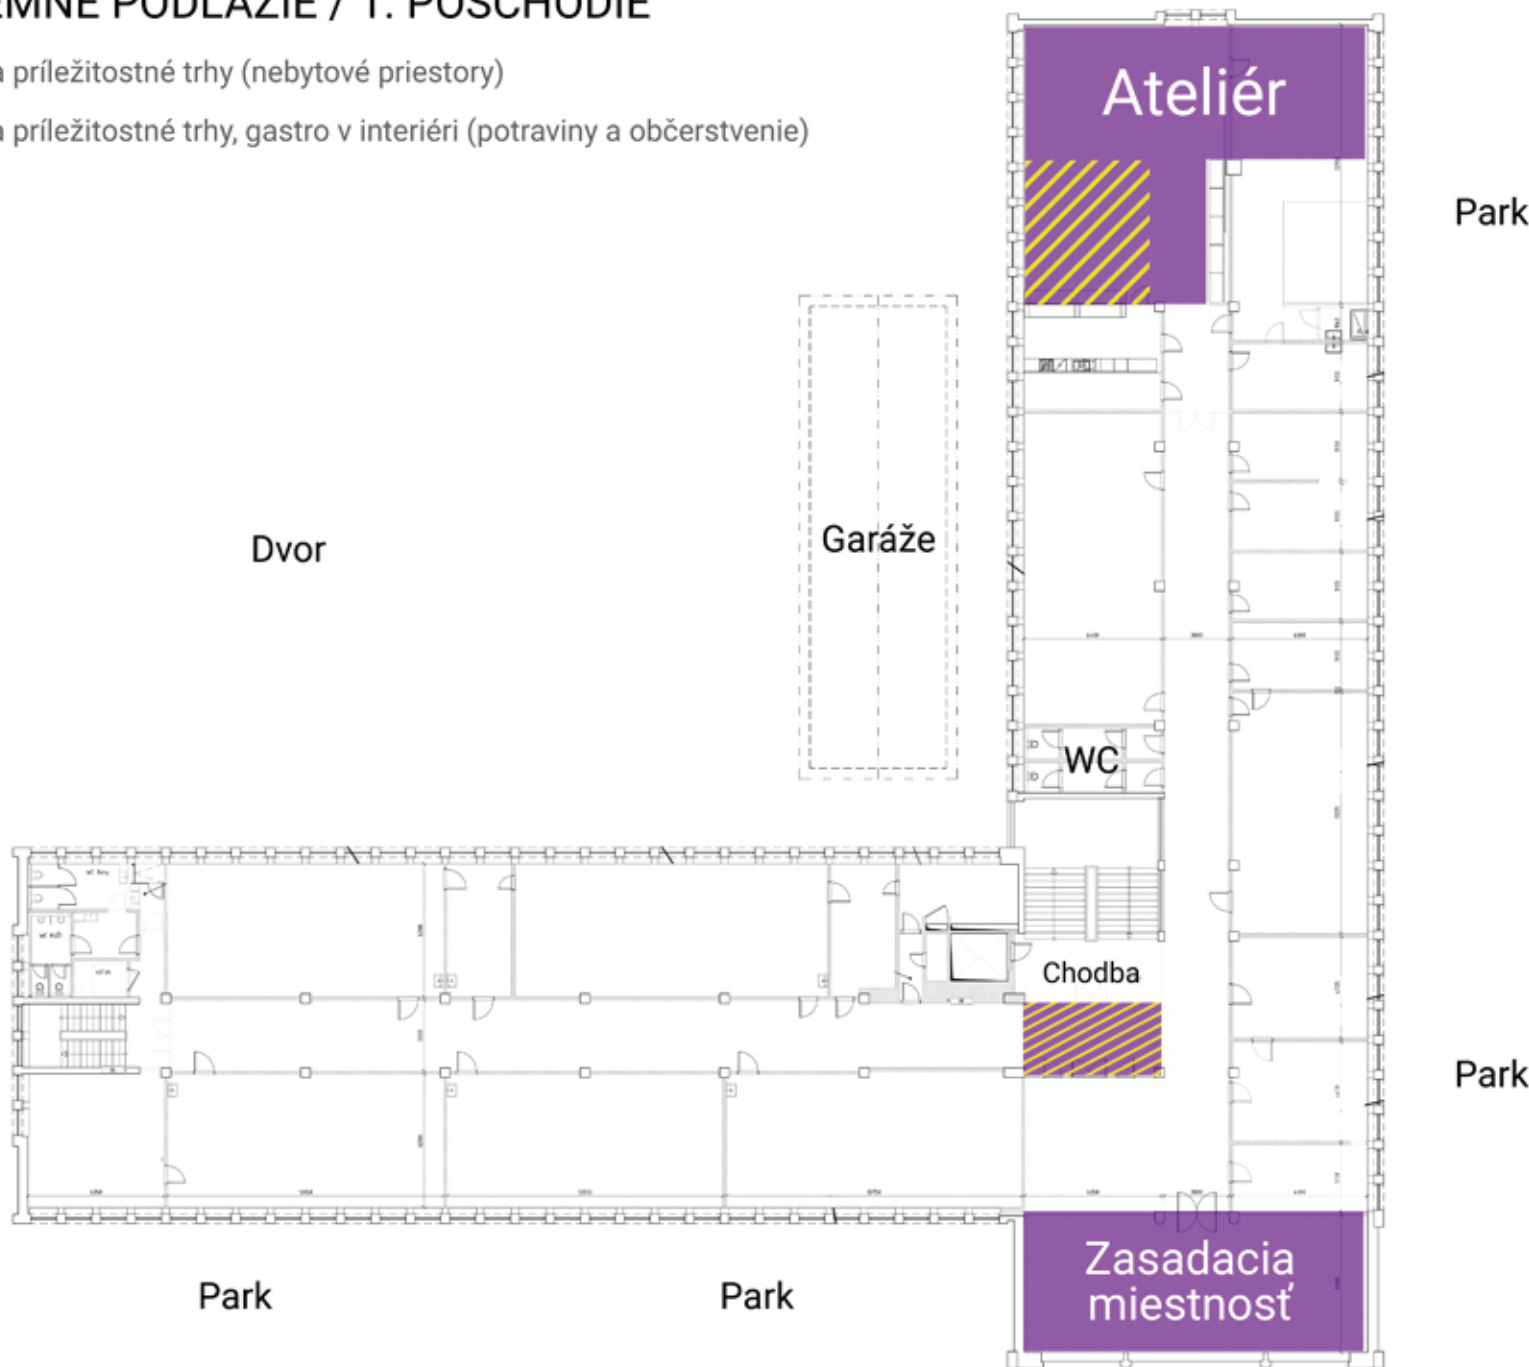 EMNÉ PODLAŽIE / 1. POSCHODIE
a príležitostné trhy (nebytové priestory)
a príležitostné trhy, gastro v interiéri (potraviny a občerstvenie)
Ateliér
Park
Dvor
Garáže
WC
Chodba
Park
Park
Park
Zasadacia
miestnosť